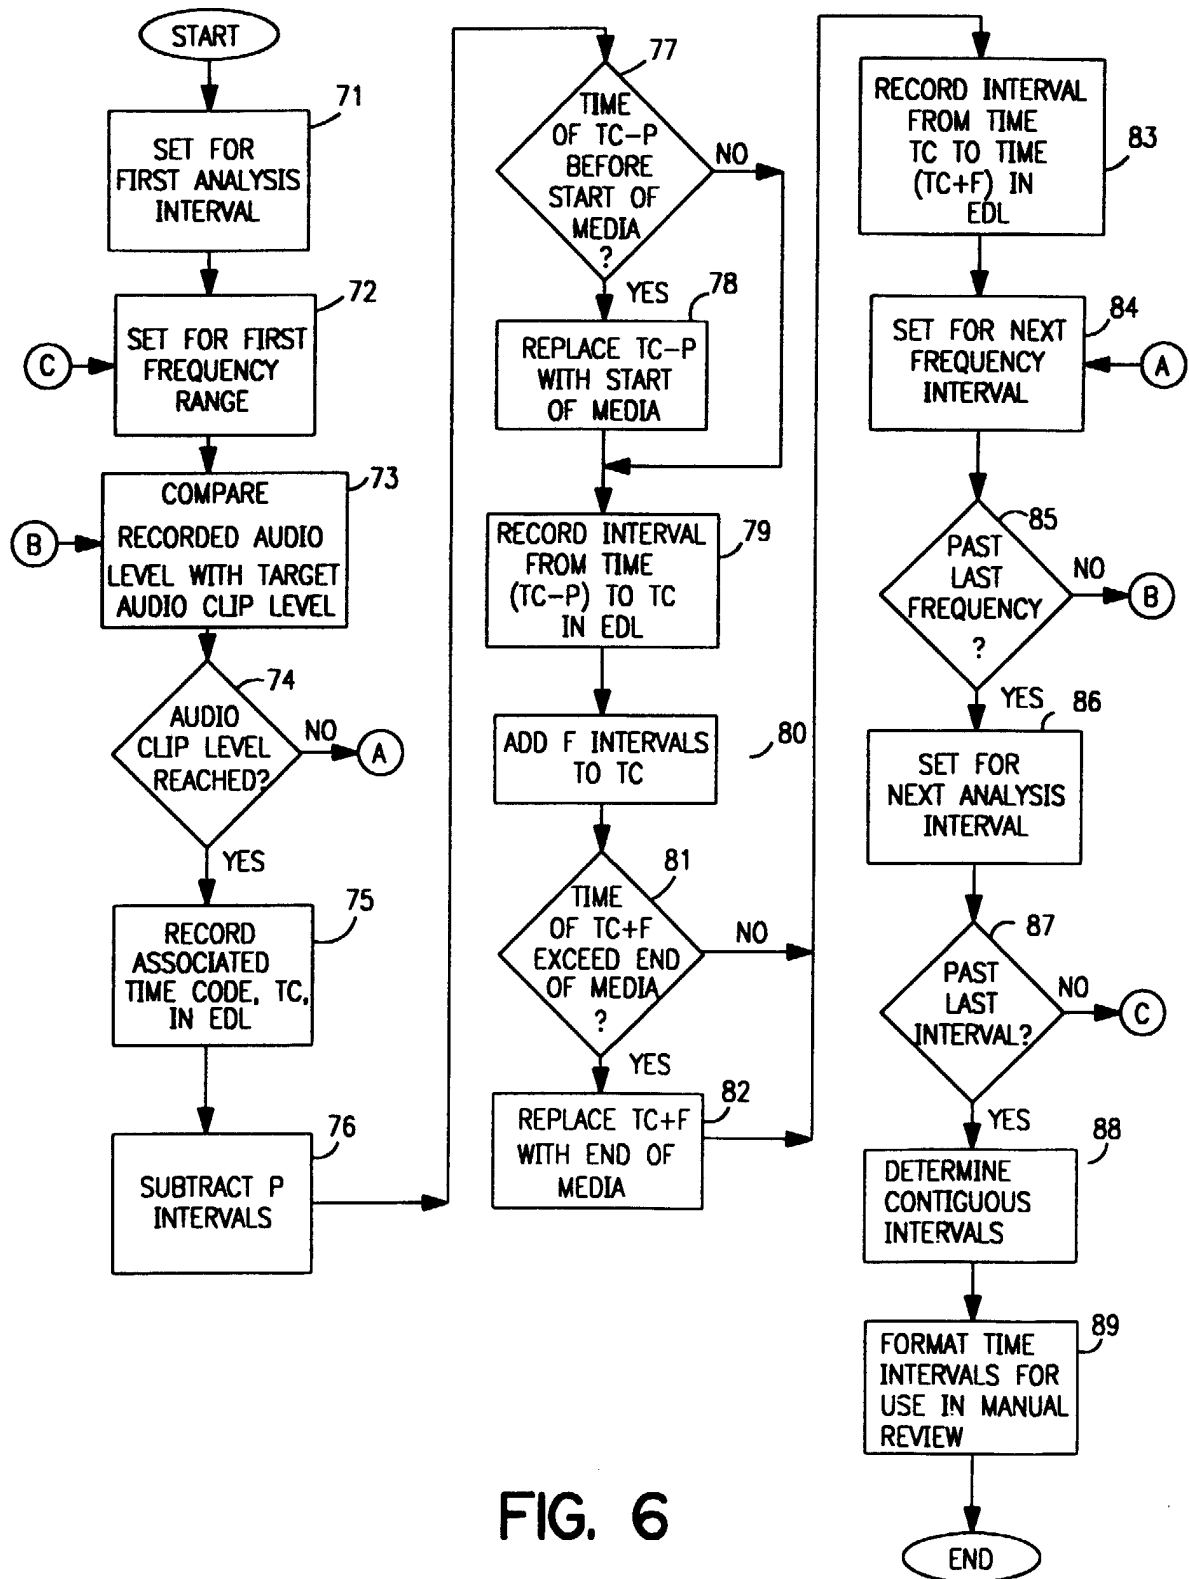 START
71
SET FOR
FIRST ANALYSIS
INTERVAL
72
C
SET FOR FIRST
FREQUENCY
RANGE
73
B
COMPARE
RECORDED AUDIO
LEVEL WITH TARGET
AUDIO CLIP LEVEL
74
AUDIO
CLIP LEVEL
REACHED?
NO
A
YES
75
RECORD
ASSOCIATED
TIME CODE, TC,
IN EDL
76
SUBTRACT P
INTERVALS
77
TIME
OF TC-P
BEFORE
START OF
MEDIA
?
NO
YES
78
REPLACE TC-P
WITH START
OF MEDIA
79
RECORD INTERVAL
FROM TIME
(TC-P) TO TC
IN EDL
80
ADD F INTERVALS
TO TC
81
TIME
OF TC+F
EXCEED END
OF MEDIA
?
NO
YES
82
REPLACE TC+F
WITH END OF
MEDIA
83
RECORD INTERVAL
FROM TIME
TC TO TIME
(TC+F) IN
EDL
84
SET FOR NEXT
FREQUENCY
INTERVAL
A
85
PAST
LAST
FREQUENCY
?
NO
B
YES
86
SET FOR
NEXT ANALYSIS
INTERVAL
87
PAST
LAST
INTERVAL?
NO
C
YES
88
DETERMINE
CONTIGUOUS
INTERVALS
89
FORMAT TIME
INTERVALS FOR
USE IN MANUAL
REVIEW
END
FIG. 6